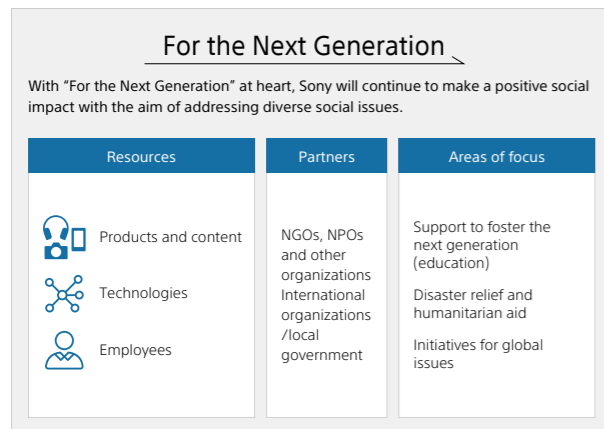 For the Next Generation
With “For the Next Generation” at heart, Sony will continue to make a positive social
impact with the aim of addressing diverse social issues.
Resources
Products and content
Technologies
Employees
Partners
NGOs, NPOs
and other
organizations
International
organizations
/local
government
Areas of focus
Support to foster the
next generation
(education)
Disaster relief and
humanitarian aid
Initiatives for global
issues